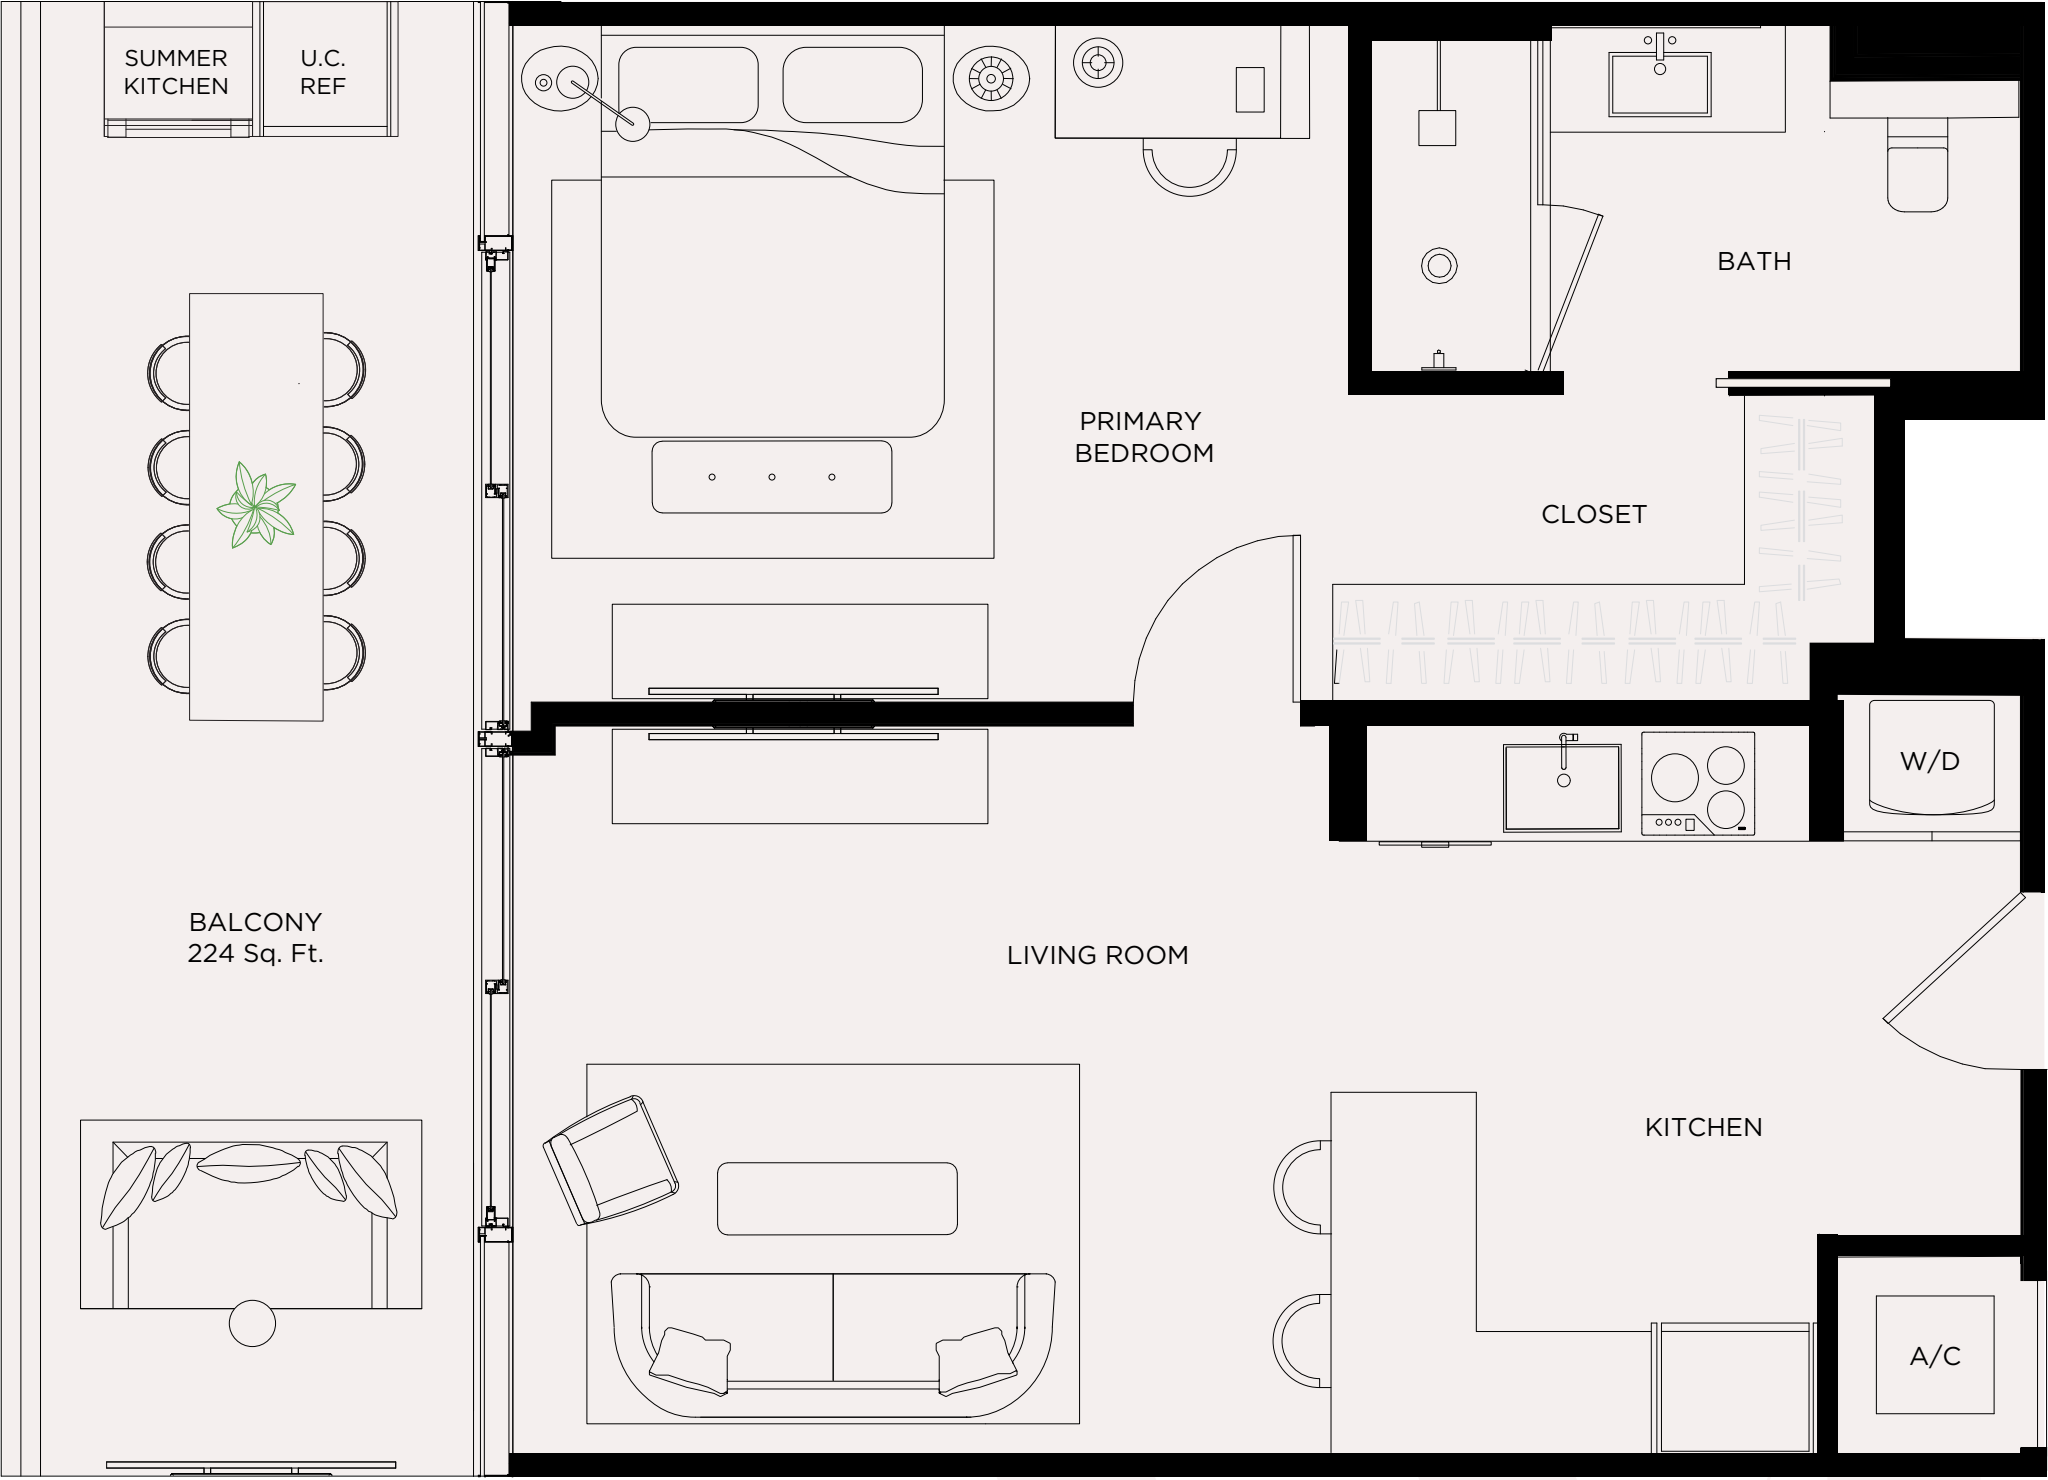 SUMMER
KITCHEN
U.C.
REF
BATH
PRIMARY
BEDROOM
CLOSET
W/D
BALCONY
224 Sq. Ft.
LIVING ROOM
KITCHEN
A/C